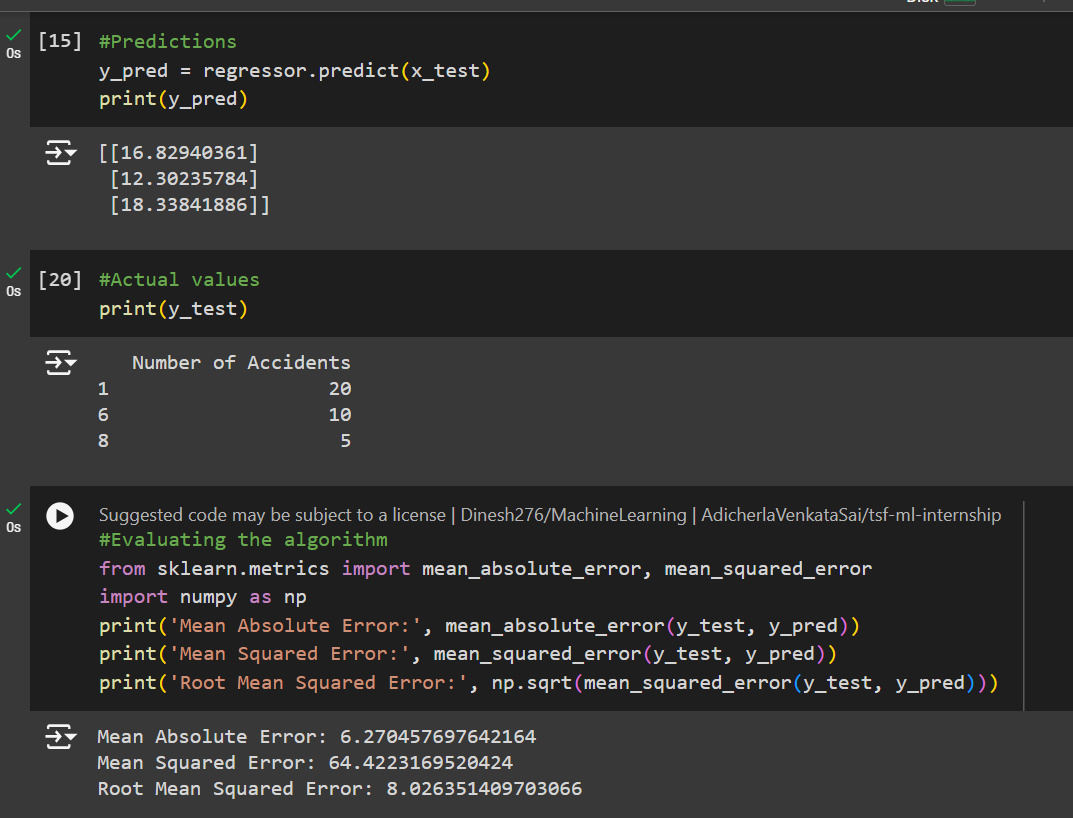 Disk
[15] #Predictions
0s
y_pred = regressor.predict(x_test)
print(y_pred)
[[16.82940361]
[12.30235784]
[18.33841886]]
[20] #Actual values
0s
print(y_test)
Number of Accidents
1 20
6 10
8 5
Suggested code may be subject to a license | Dinesh276/MachineLearning | AdicherlaVenkataSai/tsf-ml-internship
0s
#Evaluating the algorithm
from sklearn.metrics import mean_absolute_error, mean_squared_error
import numpy as np
print('Mean Absolute Error:', mean_absolute_error(y_test, y_pred))
print('Mean Squared Error:', mean_squared_error(y_test, y_pred))
print('Root Mean Squared Error:', np.sqrt(mean_squared_error(y_test, y_pred)))
Mean Absolute Error: 6.270457697642164
Mean Squared Error: 64.4223169520424
Root Mean Squared Error: 8.026351409703066